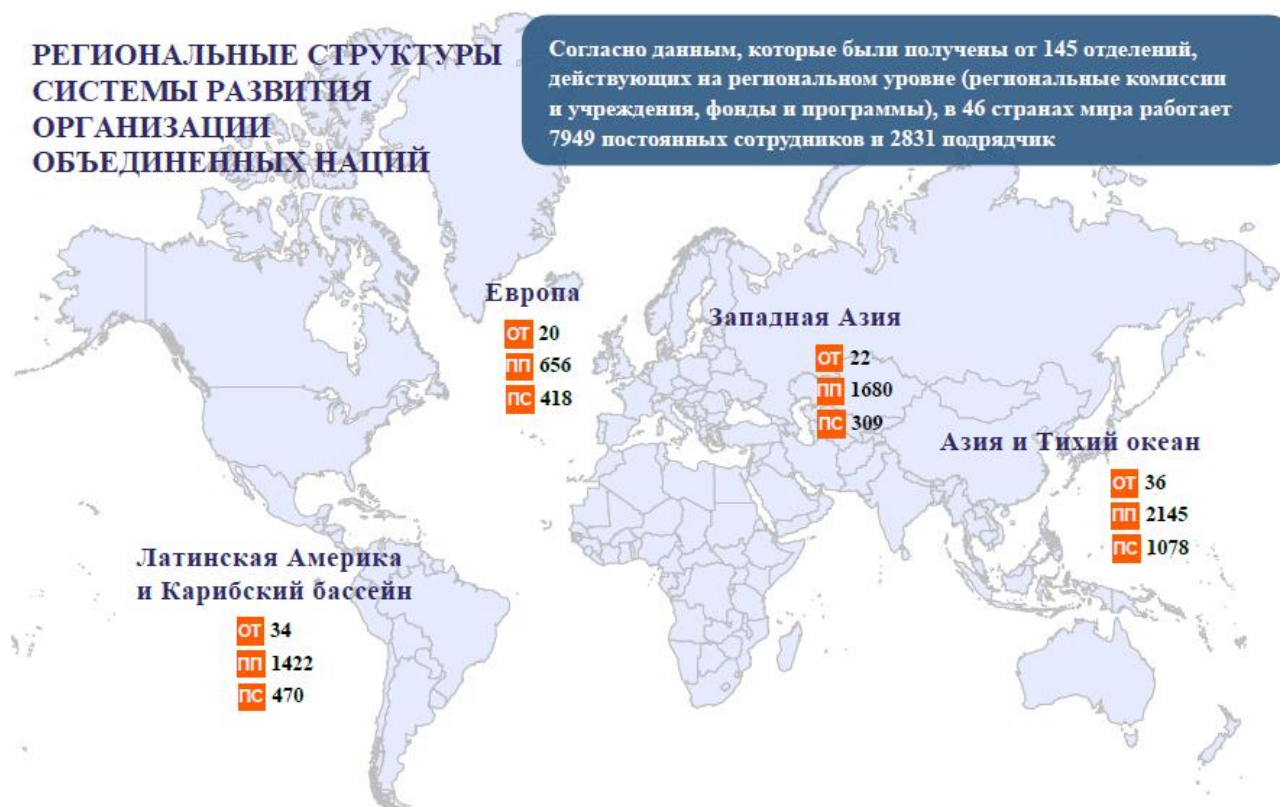 РЕГИОНАЛЬНЫЕ СТРУКТУРЫ
СИСТЕМЫ РАЗВИТИЯ
ОРГАНИЗАЦИИ
ОБЪЕДИНЕННЫХ НАЦИЙ
Согласно данным, которые были получены от 145 отделений,
действующих на региональном уровне (региональные комиссии
и учреждения, фонды и программы), в 46 странах мира работает
7949 постоянных сотрудников и 2831 подрядчик
Европа
ОТ 20
ПП 656
ПС 418
Западная Азия
ОТ 22
ПП 1680
ПС 309
Азия и Тихий океан
ОТ 36
ПП 2145
ПС 1078
Латинская Америка
и Карибский бассейн
ОТ 34
ПП 1422
ПС 470